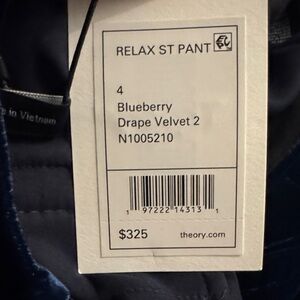 RELAX ST PANT
4
Blueberry
Drape Velvet 2
N1005210
in Vietnam
1 97222 14313 1
$325
theory.com